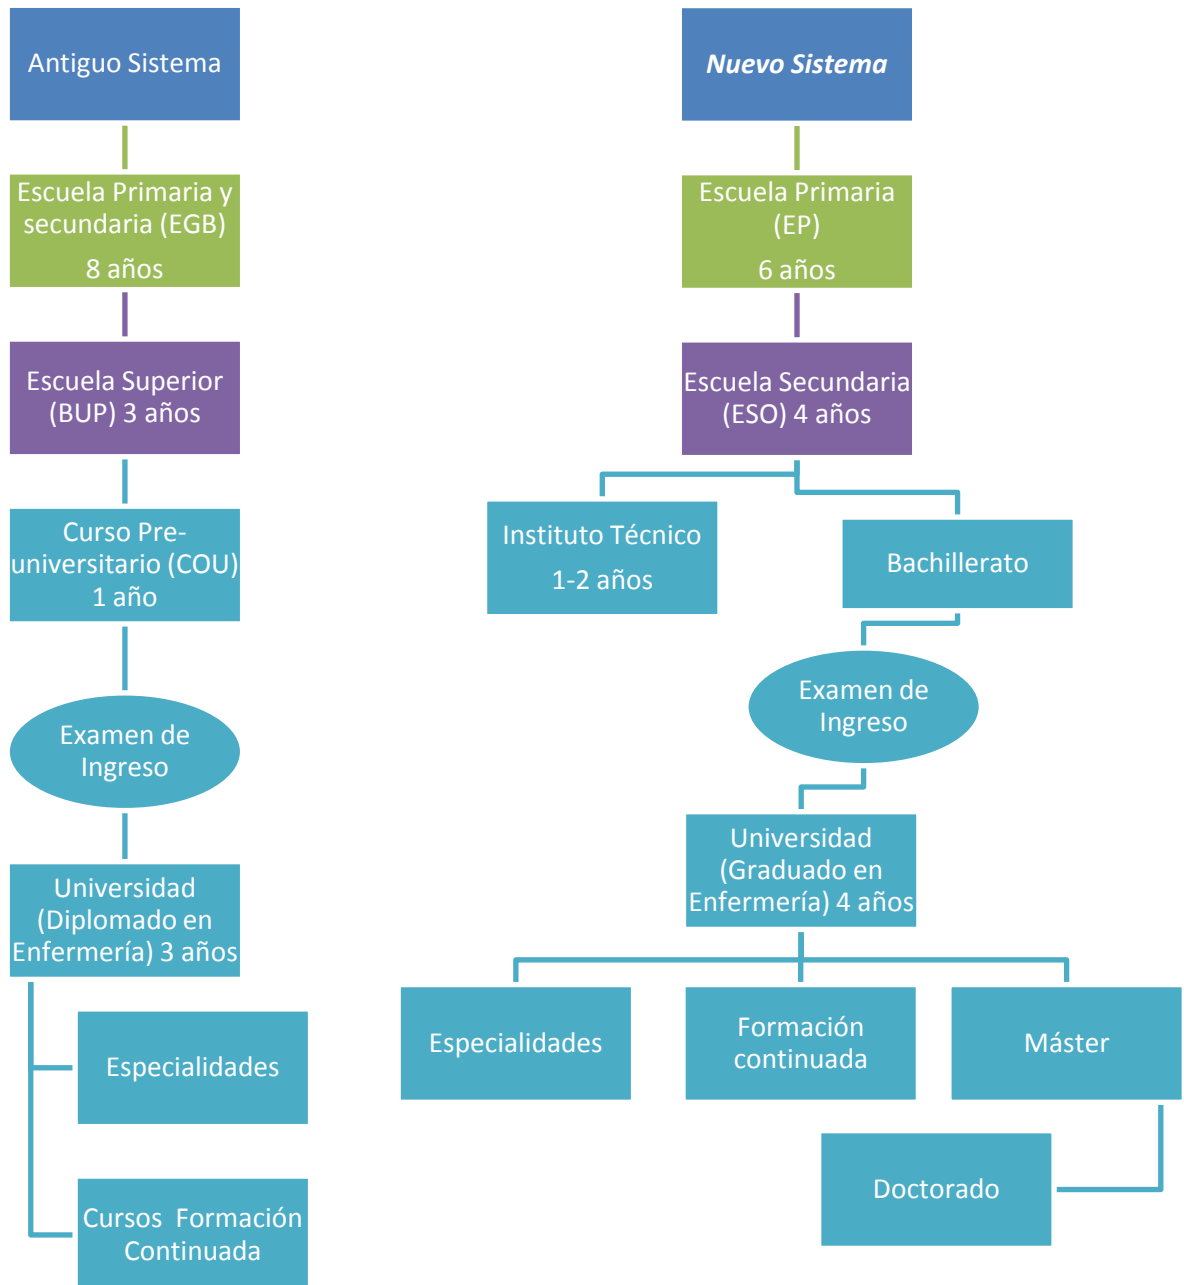 Antiguo Sistema
Escuela Primaria y
secundaria (EGB)
8 años
Escuela Superior
(BUP) 3 años
Curso Pre-
universitario (COU)
1 año
Examen de
Ingreso
Universidad
(Diplomado en
Enfermería) 3 años
Especialidades
Cursos  Formación
Continuada
Nuevo Sistema
Escuela Primaria
(EP)
6 años
Escuela Secundaria
(ESO) 4 años
Instituto Técnico
1-2 años
Bachillerato
Examen de
Ingreso
Universidad
(Graduado en
Enfermería) 4 años
Especialidades
Formación
continuada
Máster
Doctorado